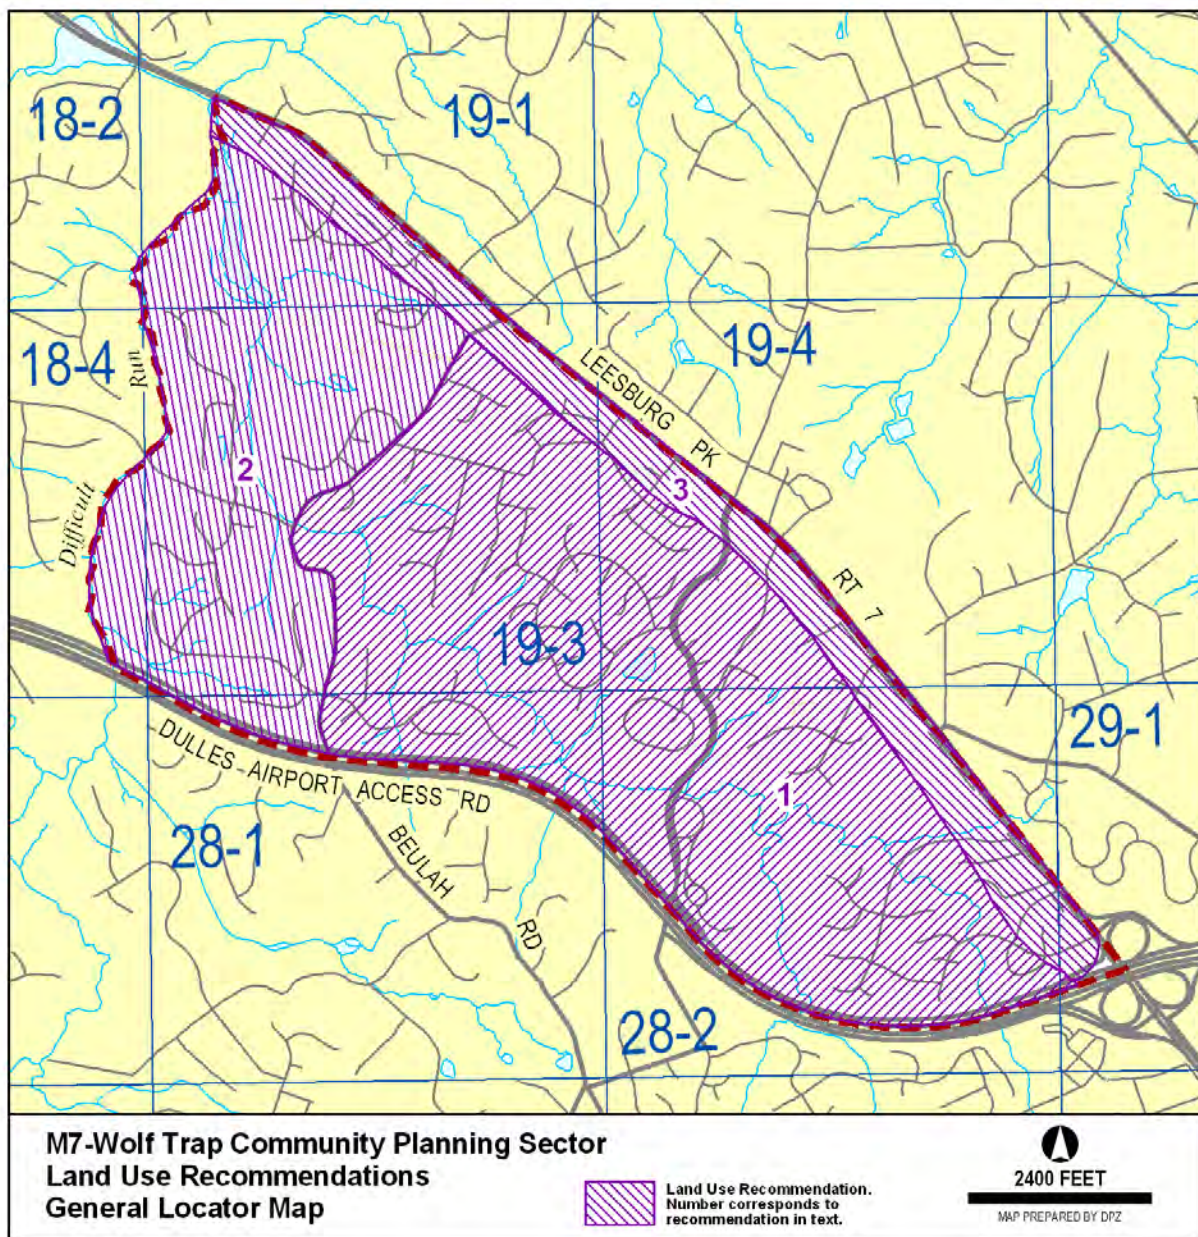 18-2
19-1
18-4
Run
19-4
LEESBURG PK
2
3
Difficult
RT 7
19-3
29-1
DULLES AIRPORT ACCESS RD
1
28-1
BEULAH RD
28-2
M7-Wolf Trap Community Planning Sector
Land Use Recommendations
General Locator Map
Land Use Recommendation.
Number corresponds to
recommendation in text.
2400 FEET
MAP PREPARED BY DPZ